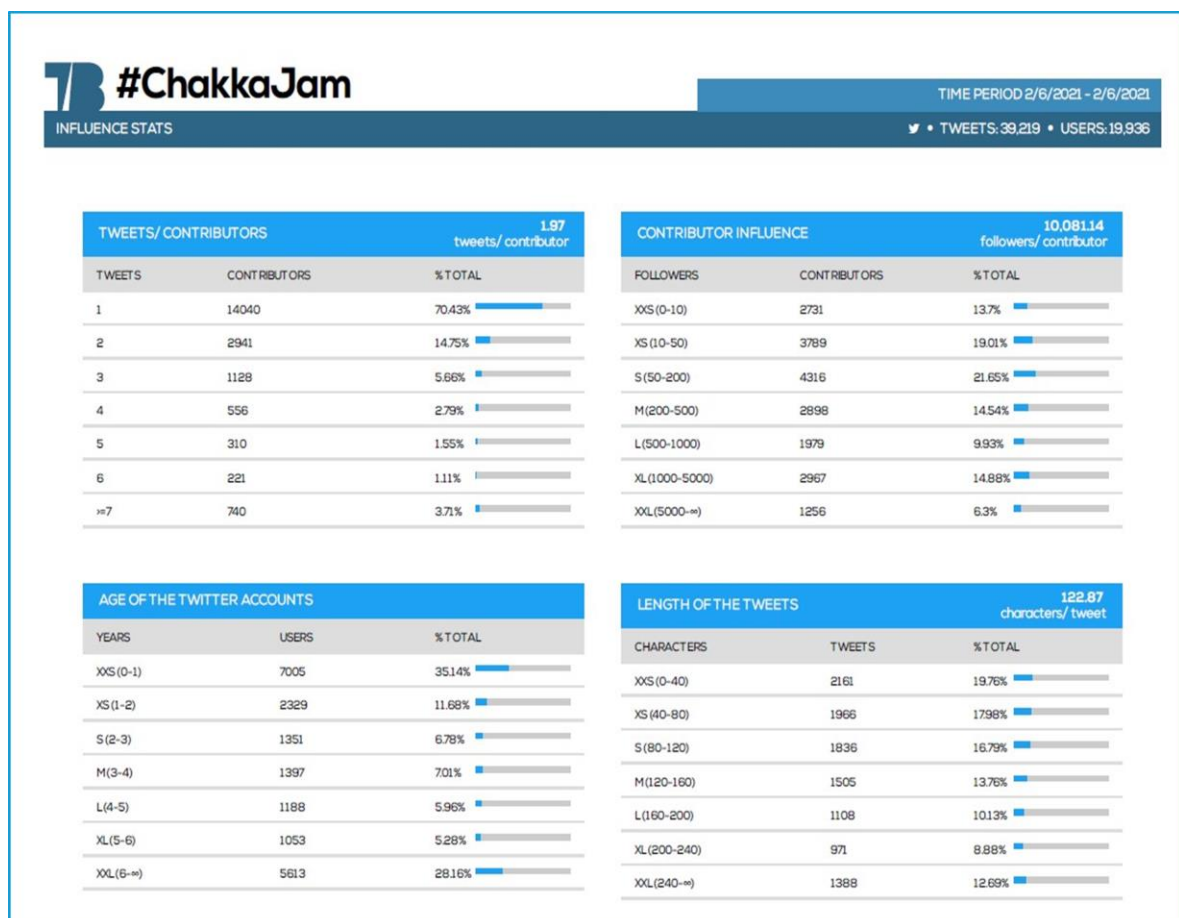 TB #ChakkaJam
TIME PERIOD 2/6/2021 - 2/6/2021
INFLUENCE STATS
• TWEETS: 39,219 • USERS: 19,936
TWEETS/ CONTRIBUTORS
1.97
tweets/ contributor
TWEETS CONTRIBUTORS %TOTAL
1 14040 70.43%
2 2941 14.75%
3 1128 5.66%
4 556 2.79%
5 310 1.55%
6 221 1.11%
>=7 740 3.71%
CONTRIBUTOR INFLUENCE
10,081.14
followers/ contributor
FOLLOWERS CONTRIBUTORS %TOTAL
XXS (0-10) 2731 13.7%
XS (10-50) 3789 19.01%
S (50-200) 4316 21.65%
M (200-500) 2898 14.54%
L (500-1000) 1979 9.93%
XL (1000-5000) 2967 14.88%
XXL (5000-∞) 1256 6.3%
AGE OF THE TWITTER ACCOUNTS
YEARS USERS %TOTAL
XXS (0-1) 7005 35.14%
XS (1-2) 2329 11.68%
S (2-3) 1351 6.78%
M (3-4) 1397 7.01%
L (4-5) 1188 5.96%
XL (5-6) 1053 5.28%
XXL (6-∞) 5613 28.16%
LENGTH OF THE TWEETS
122.87
characters/ tweet
CHARACTERS TWEETS %TOTAL
XXS (0-40) 2161 19.76%
XS (40-80) 1966 17.98%
S (80-120) 1836 16.79%
M (120-160) 1505 13.76%
L (160-200) 1108 10.13%
XL (200-240) 971 8.88%
XXL (240-∞) 1388 12.69%